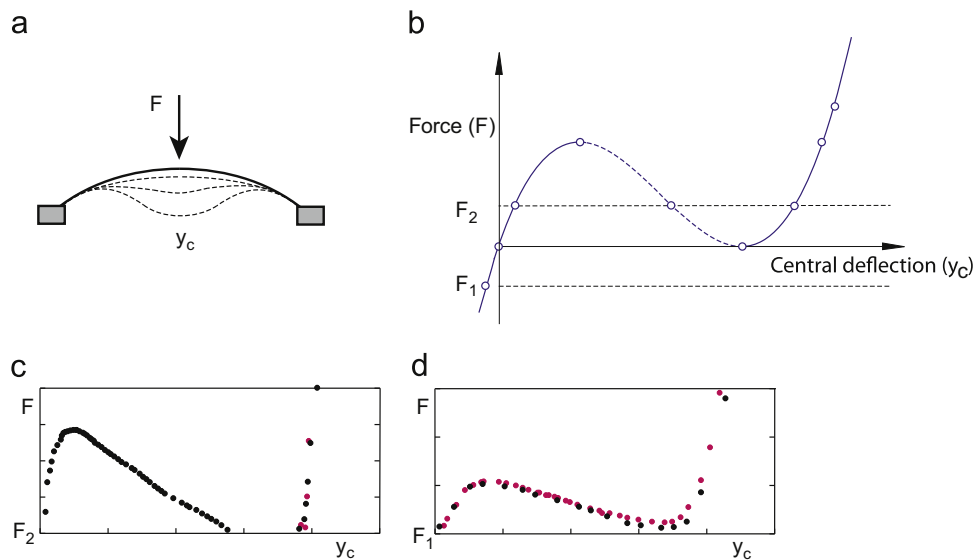 a
F
y_c
b
Force (F)
F_2
Central deflection (y_c)
F_1
c
F
F_2
y_c
d
F
F_1
y_c